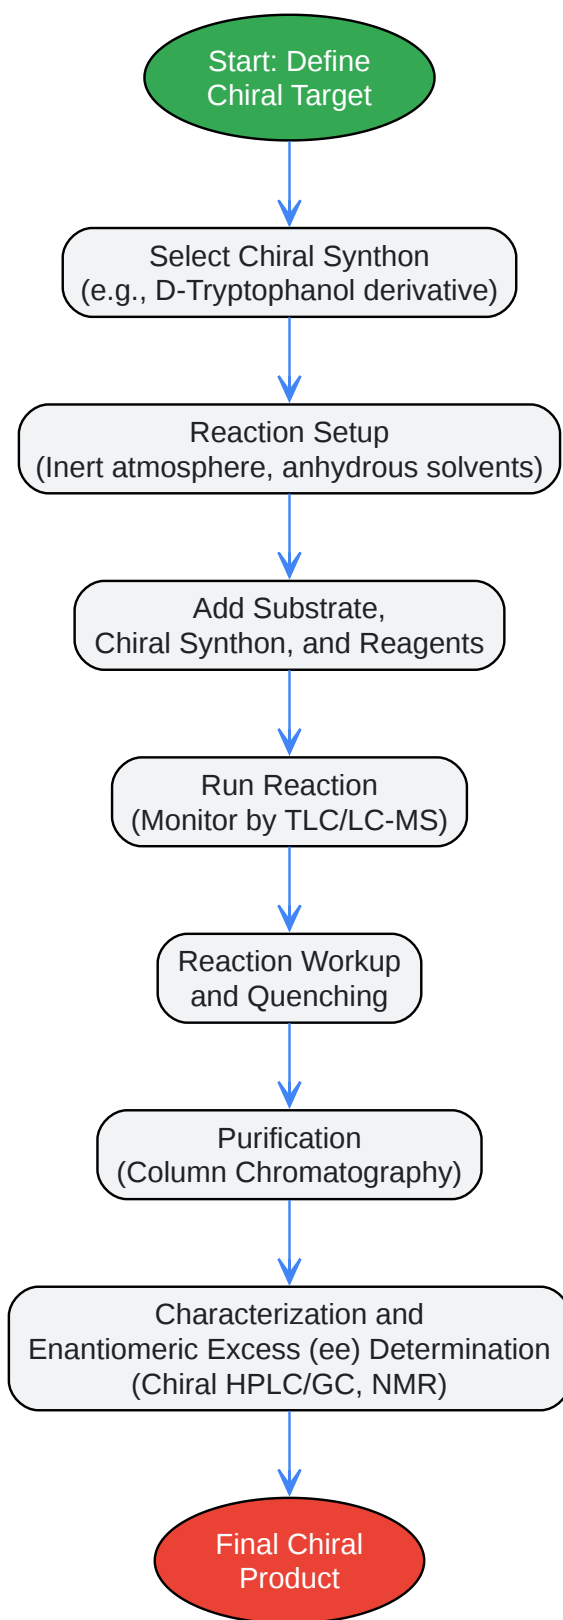 Start: Define
Chiral Target
Select Chiral Synthon
(e.g., D-Tryptophanol derivative)
Reaction Setup
(Inert atmosphere, anhydrous solvents)
Add Substrate,
Chiral Synthon, and Reagents
Run Reaction
(Monitor by TLC/LC-MS)
Reaction Workup
and Quenching
Purification
(Column Chromatography)
Characterization and
Enantiomeric Excess (ee) Determination
(Chiral HPLC/GC, NMR)
Final Chiral
Product